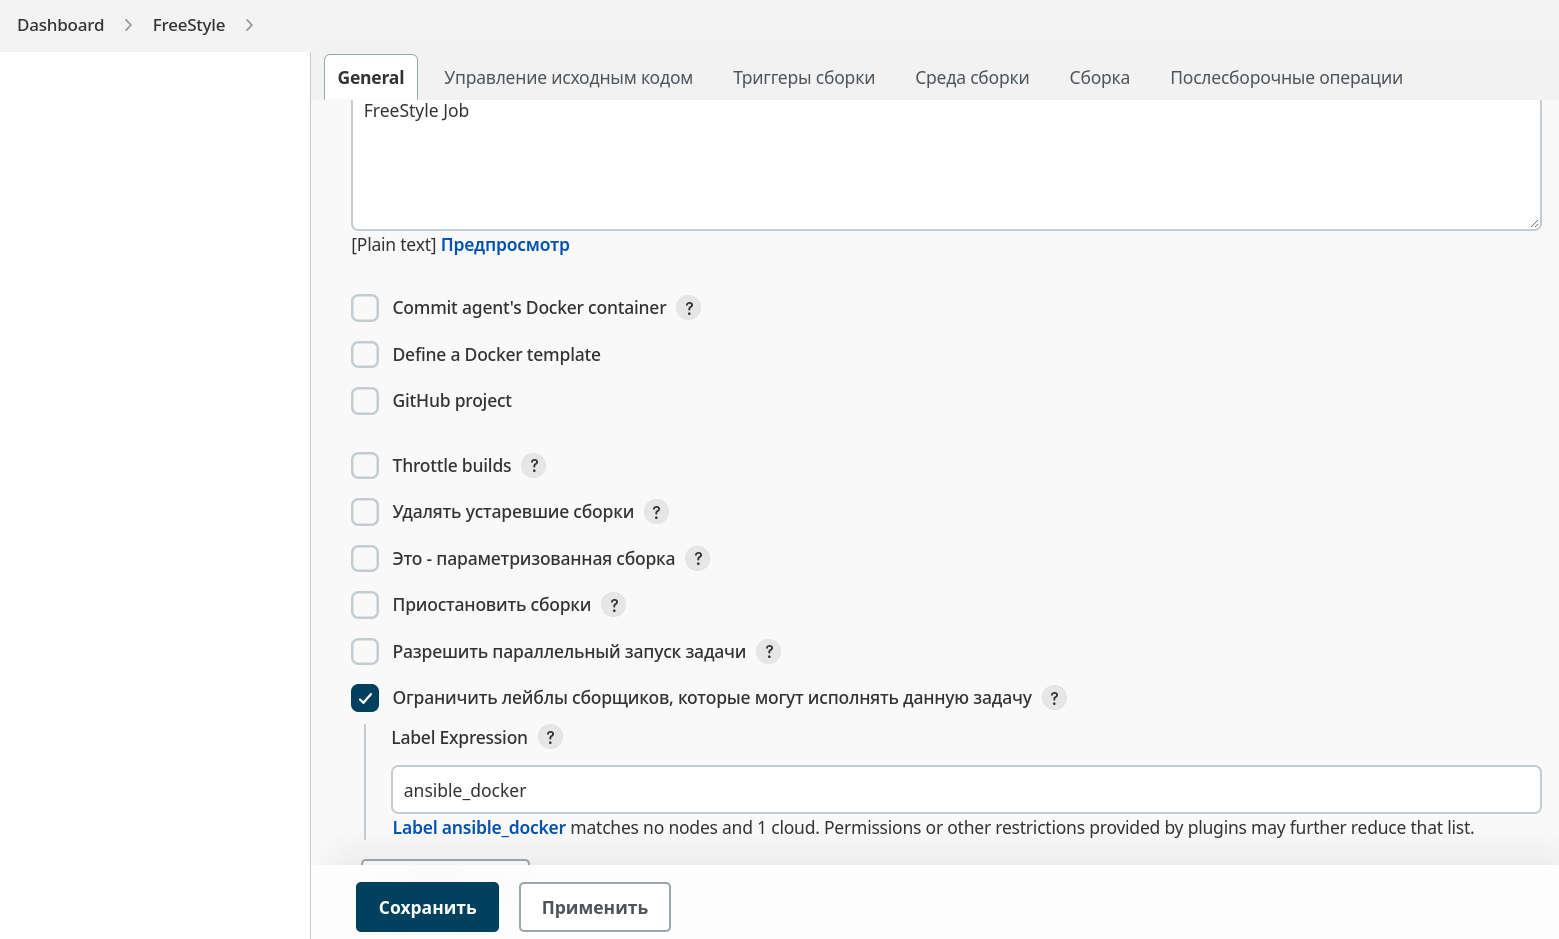 Dashboard FreeStyle
General Управление исходным кодом Триггеры сборки Среда сборки Сборка Послесборочные операции
FreeStyle Job
[Plain text] Предпросмотр
Commit agent's Docker container ?
Define a Docker template
GitHub project
Throttle builds ?
Удалять устаревшие сборки ?
Это - параметризованная сборка ?
Приостановить сборки ?
Разрешить параллельный запуск задачи ?
Ограничить лейблы сборщиков, которые могут исполнять данную задачу ?
Label Expression ?
ansible_docker
Label ansible_docker matches no nodes and 1 cloud. Permissions or other restrictions provided by plugins may further reduce that list.
Сохранить Применить